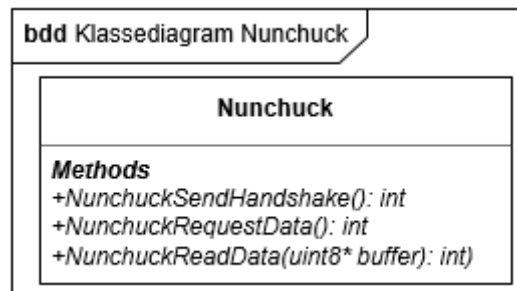 bdd Klassediagram Nunchuck
Nunchuck
Methods
+NunchuckSendHandshake(): int
+NunchuckRequestData(): int
+NunchuckReadData(uint8* buffer): int)